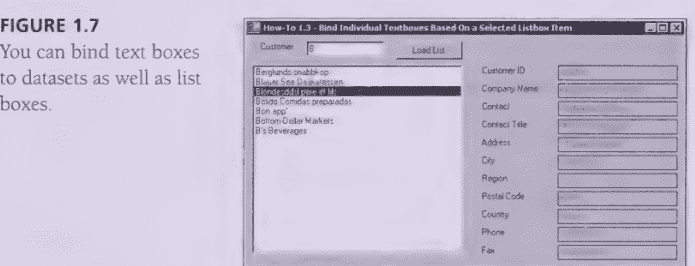 FIGURE 1.7
You can bind text boxes
to datasets as well as list
boxes.
How-To 1.3 - Bind Individual Textboxes Based On a Selected Listbox Item
Customer B Load List
Berglunds snabbköp
Blauer See Delikatessen
Blondesddsl père et fils
Bólido Comidas preparadas
Bon app'
Bottom-Dollar Markets
B's Beverages
Customer ID
Company Name
Contact
Contact Title
Address
City
Region
Postal Code
Country
Phone
Fax